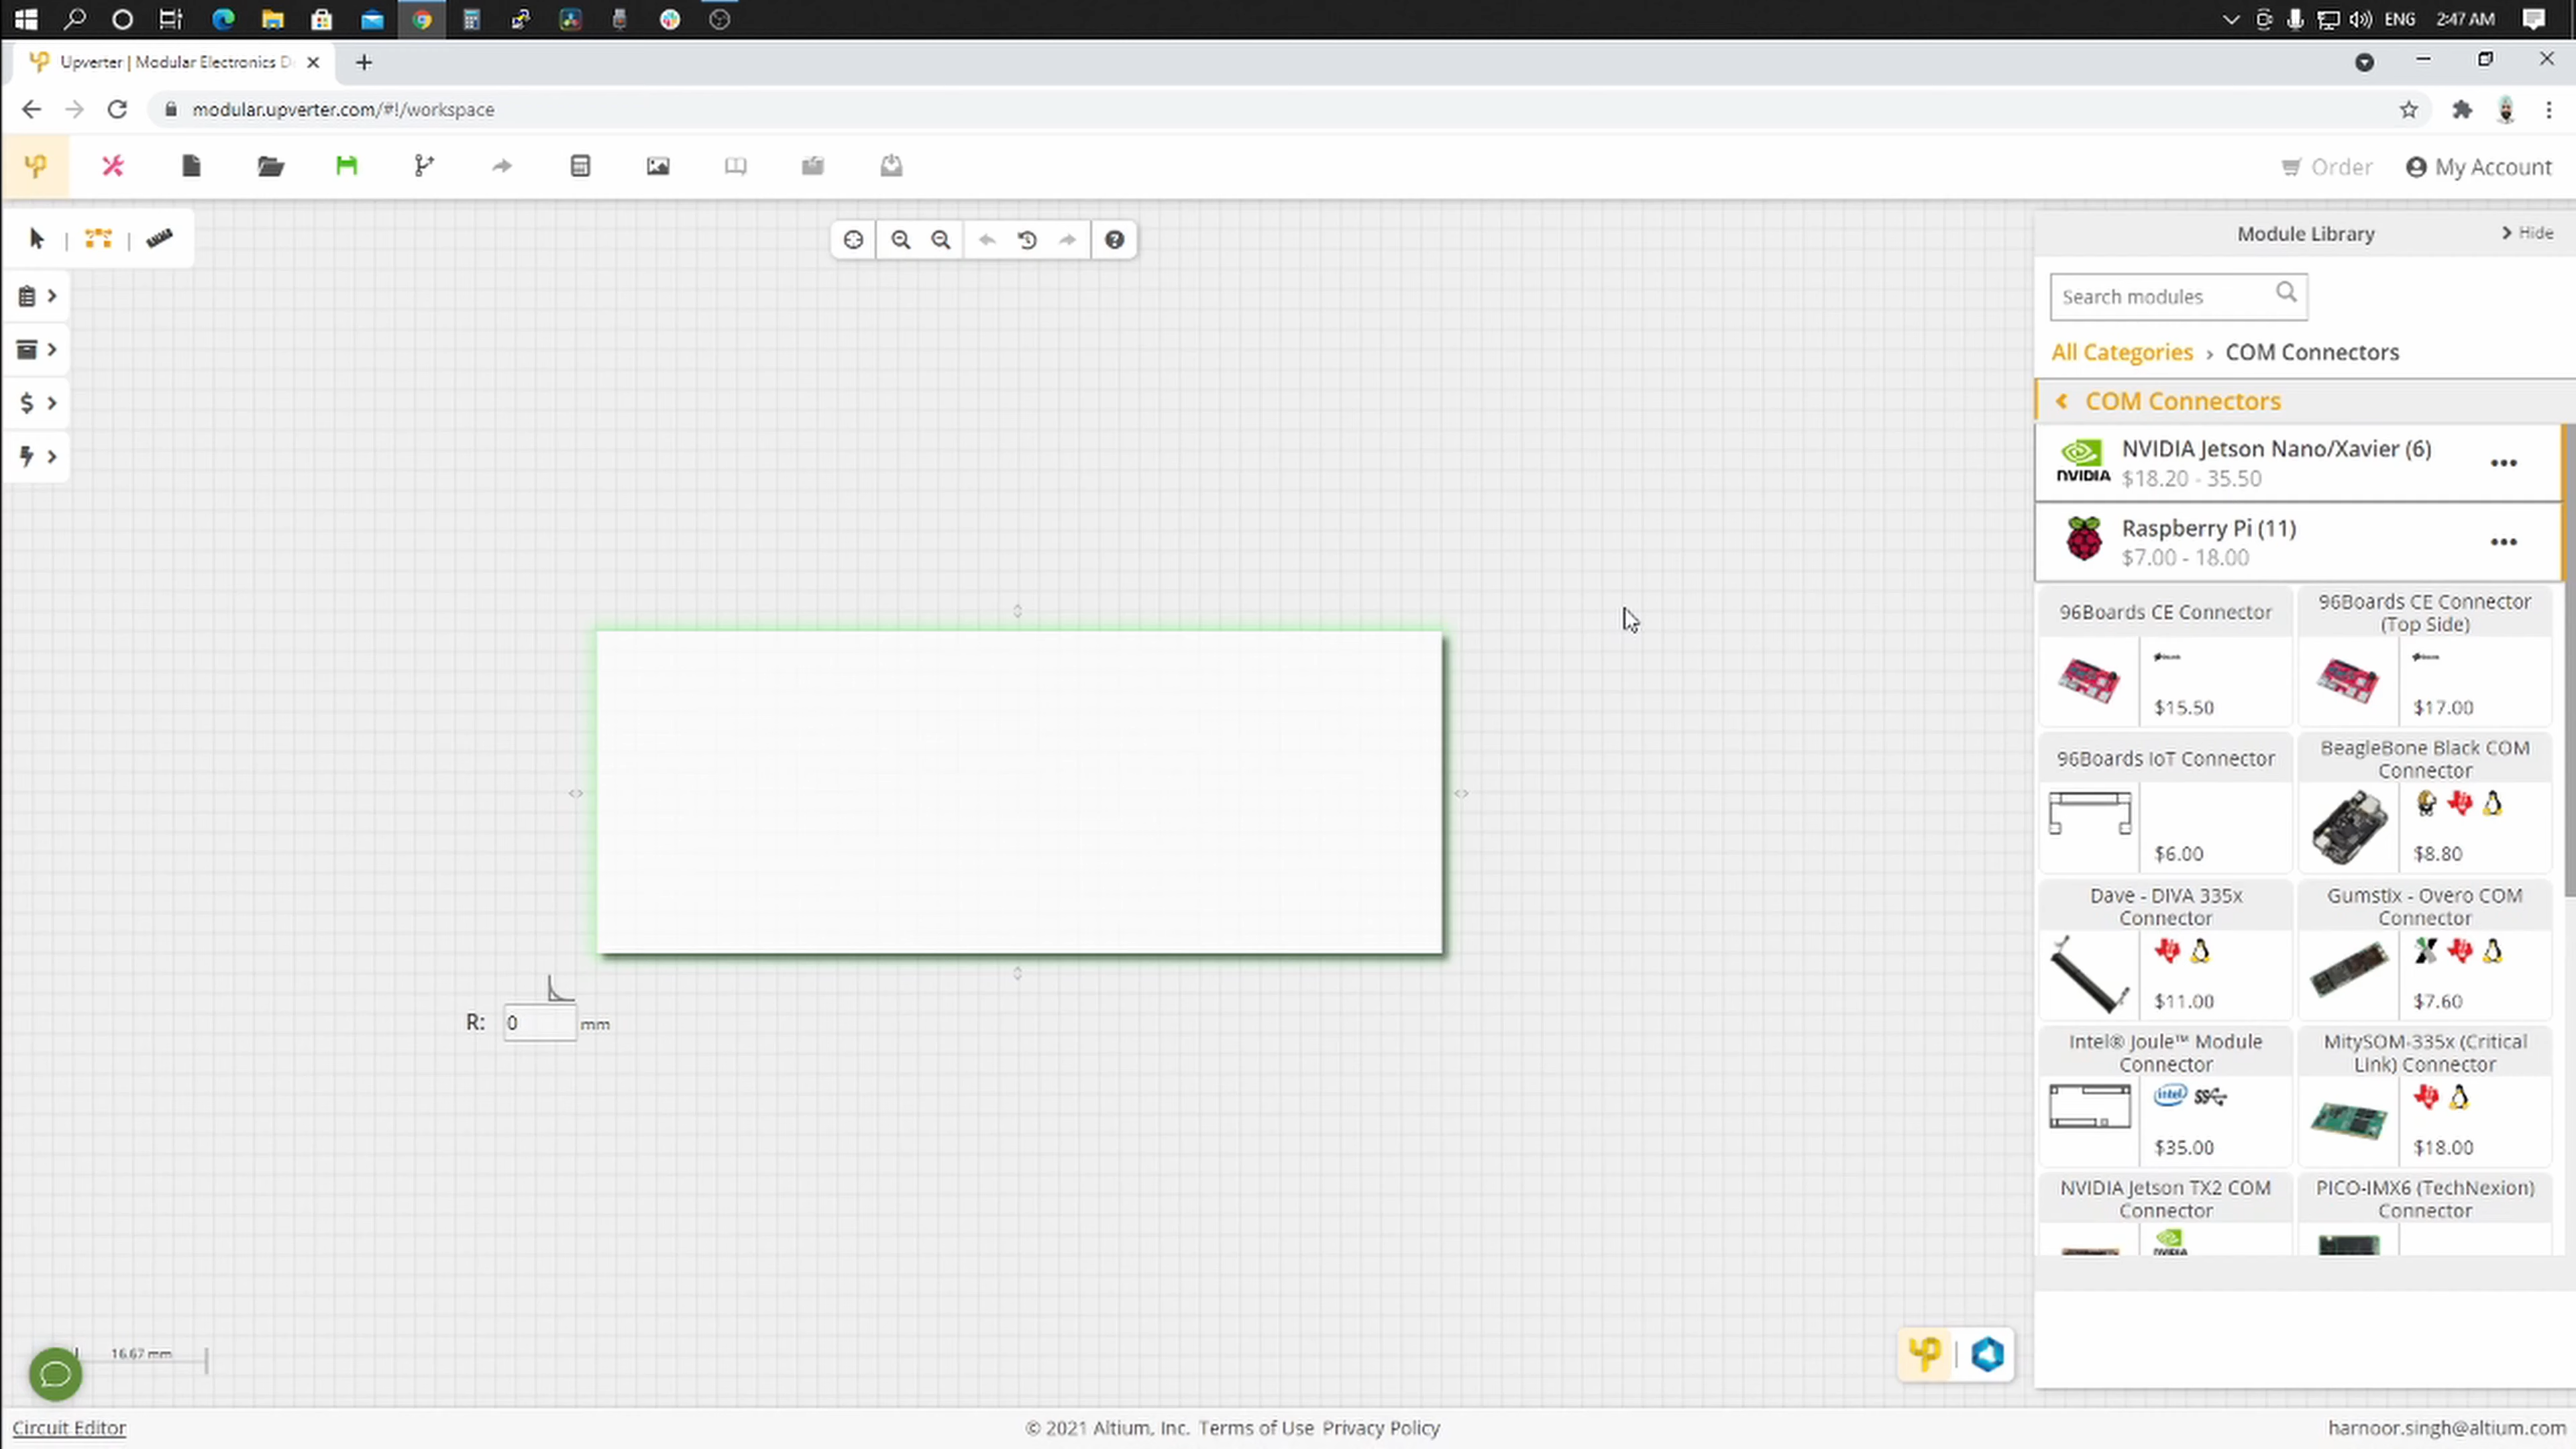 ENG 2:47 AM
Upverter | Modular Electronics D
modular.upverter.com/#!/workspace
Order My Account
Module Library
Hide
Search modules
All Categories › COM Connectors
COM Connectors
NVIDIA
NVIDIA Jetson Nano/Xavier (6)
$18.20 - 35.50
Raspberry Pi (11)
$7.00 - 18.00
96Boards CE Connector
$15.50
96Boards CE Connector
(Top Side)
$17.00
96Boards IoT Connector
$6.00
BeagleBone Black COM
Connector
$8.80
Dave - DIVA 335x
Connector
$11.00
Gumstix - Overo COM
Connector
$7.60
Intel® Joule™ Module
Connector
intel
$35.00
MitySOM-335x (Critical
Link) Connector
$18.00
NVIDIA Jetson TX2 COM
Connector
NVIDIA
PICO-IMX6 (TechNexion)
Connector
R: 0 mm
16.67 mm
Circuit Editor
© 2021 Altium, Inc. Terms of Use Privacy Policy
harnoor.singh@altium.com